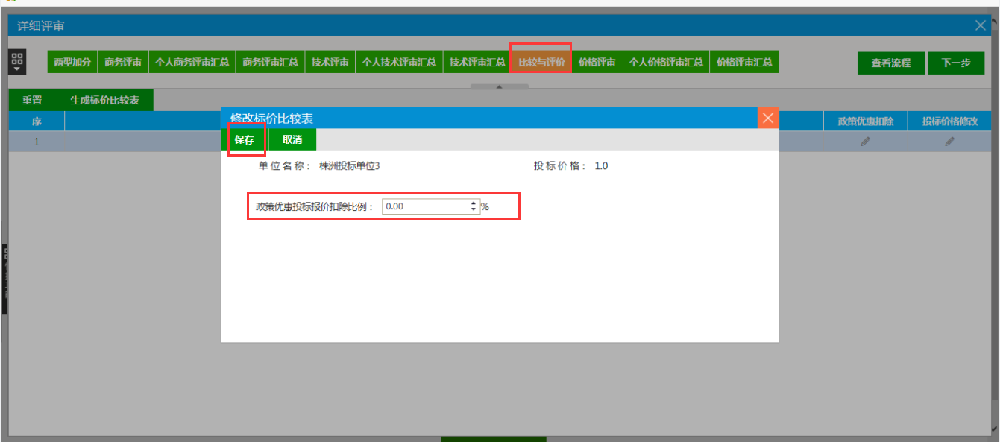 详细评审
两型加分 商务评审 个人商务评审汇总 商务评审汇总 技术评审 个人技术评审汇总 技术评审汇总 比较与评价 价格评审 个人价格评审汇总 价格评审汇总 查看流程 下一步
重置 生成标价比较表
序 政策优惠扣除 投标价格修改
1
修改标价比较表
保存 取消
单位名称： 株洲投标单位3 投标价格： 1.0
政策优惠投标报价扣除比例： 0.00 %